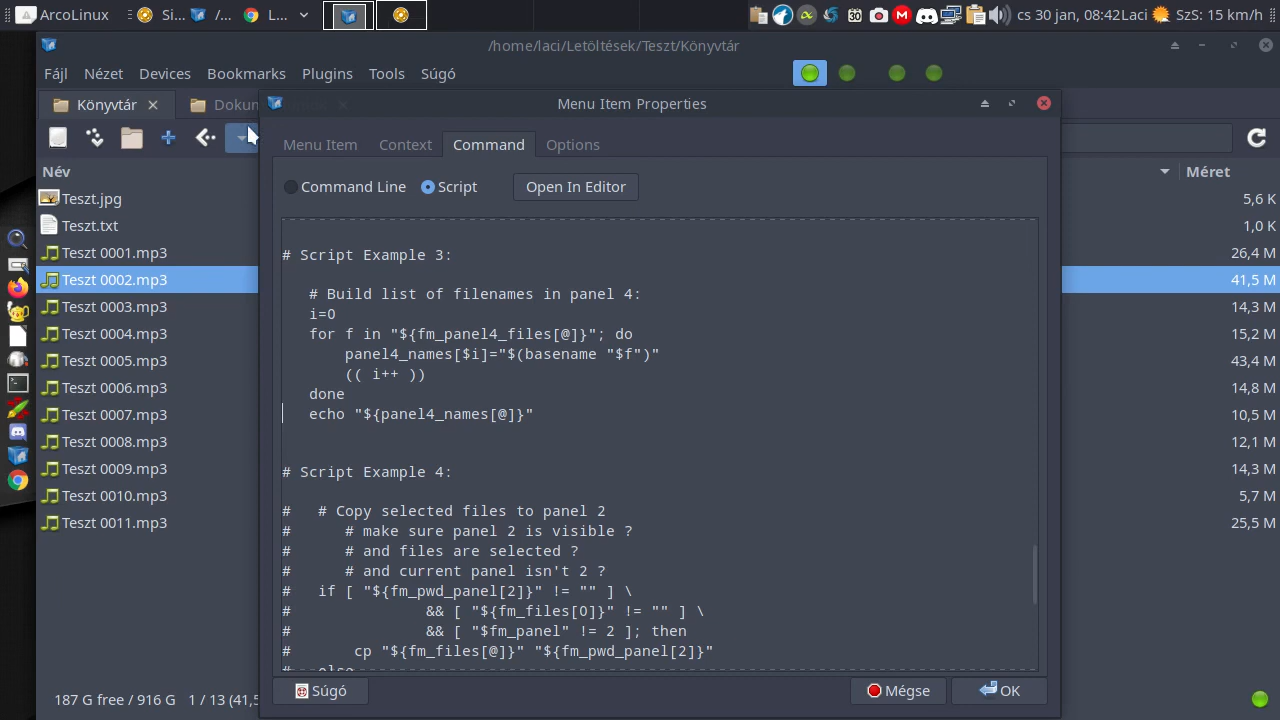 ArcoLinux
Si...
/...
L...
30
cs 30 jan, 08:42
Laci
SzS: 15 km/h
/home/laci/Letöltések/Teszt/Könyvtár
Fájl Nézet Devices Bookmarks Plugins Tools Súgó
Könyvtár
Menu Item Properties
Menu Item Context Command Options
Command Line Script Open In Editor
Név
Méret
Teszt.jpg 5,6 K
Teszt.txt 1,0 K
Teszt 0001.mp3 26,4 M
Teszt 0002.mp3 41,5 M
Teszt 0003.mp3 14,3 M
Teszt 0004.mp3 15,2 M
Teszt 0005.mp3 43,4 M
Teszt 0006.mp3 14,8 M
Teszt 0007.mp3 10,5 M
Teszt 0008.mp3 12,1 M
Teszt 0009.mp3 14,3 M
Teszt 0010.mp3 5,7 M
Teszt 0011.mp3 25,5 M
# Script Example 3:
# Build list of filenames in panel 4:
i=0
for f in "${fm_panel4_files[@]}"; do
panel4_names[$i]="$(basename "$f")"
(( i++ ))
done
echo "${panel4_names[@]}"
# Script Example 4:
#   # Copy selected files to panel 2
#      # make sure panel 2 is visible ?
#      # and files are selected ?
#      # and current panel isn't 2 ?
#   if [ "${fm_pwd_panel[2]}" != "" ] \
#               && [ "${fm_files[0]}" != "" ] \
#               && [ "$fm_panel" != 2 ]; then
#       cp "${fm_files[@]}" "${fm_pwd_panel[2]}"
#   else
Súgó Mégse OK
187 G free / 916 G 1 / 13 (41,5